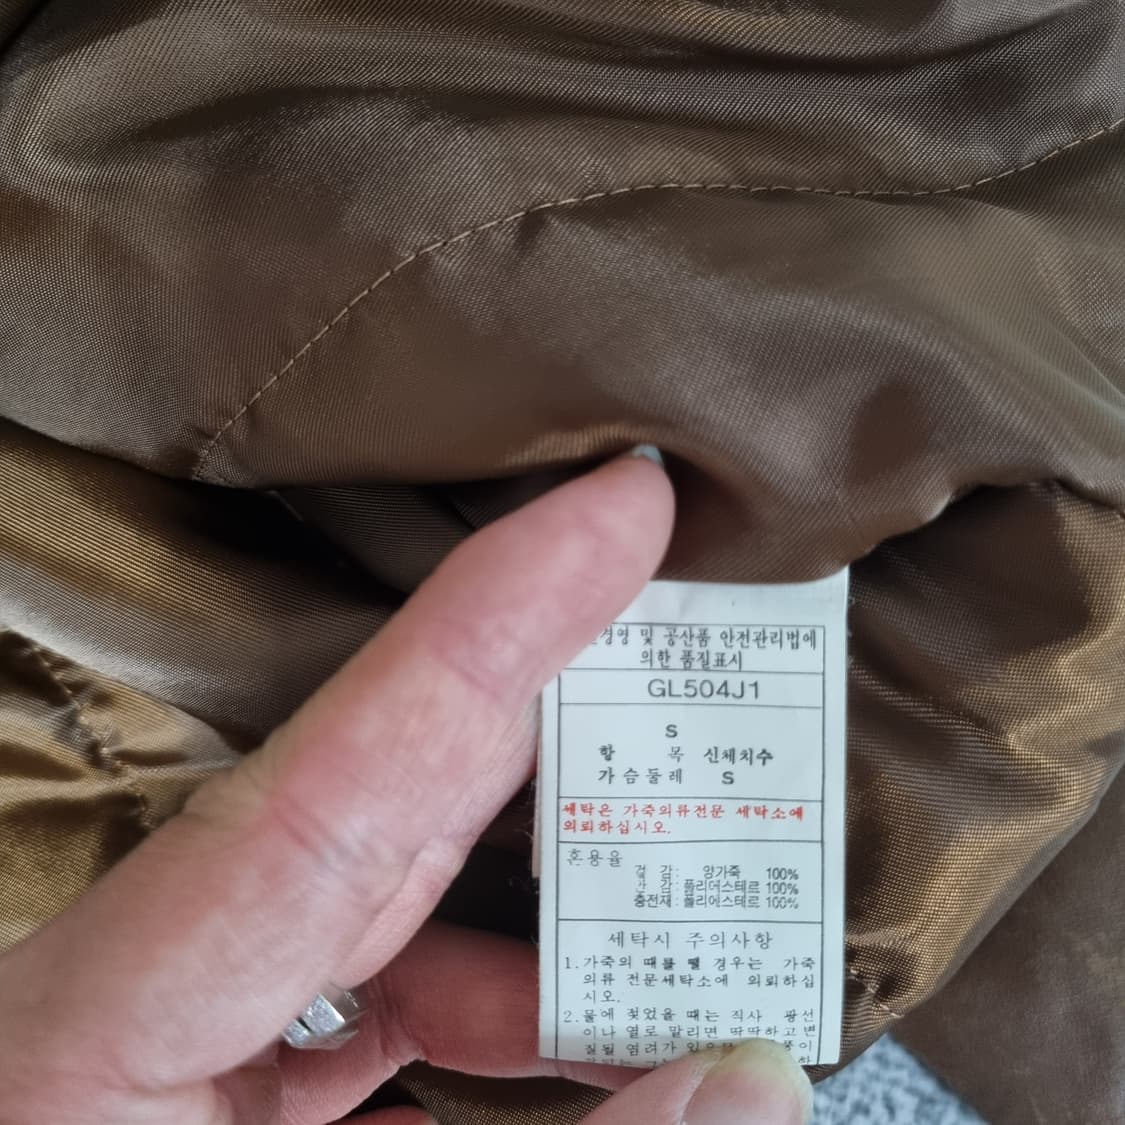 경영 및 공산품 안전관리법에
의한 품질표시
GL504J1
S
항 목 신체치수
가슴둘레 S
세탁은 가죽의류전문 세탁소에
의뢰하십시오.
혼용율
겉 감: 양가죽 100%
안 감: 폴리에스테르 100%
충전재: 폴리에스테르 100%
세탁시 주의사항
1.가죽의 때를 뺄 경우는 가죽
의류 전문세탁소에 의뢰하십
시오.
2.물에 젖었을 때는 직사 광선
이나 열로 말리면 딱딱하고변
질될 염려가